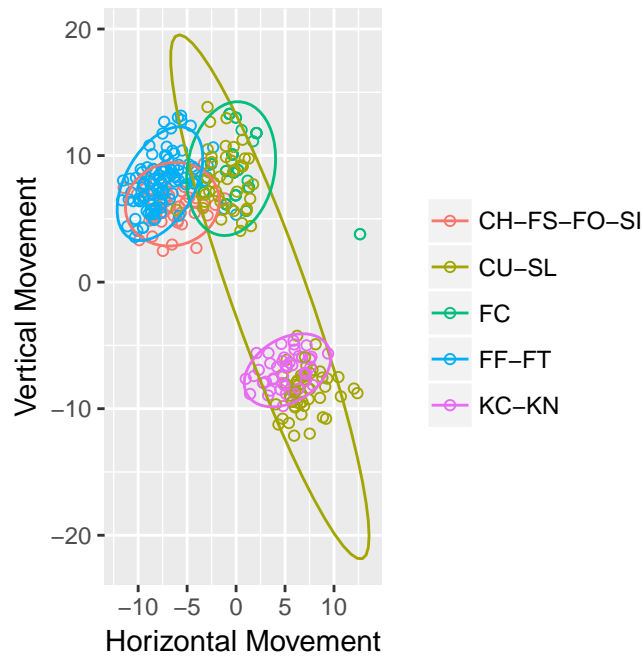 20
10
0
−10
−20
Vertical Movement
−10 −5 0 5 10
Horizontal Movement
CH−FS−FO−SI
CU−SL
FC
FF−FT
KC−KN